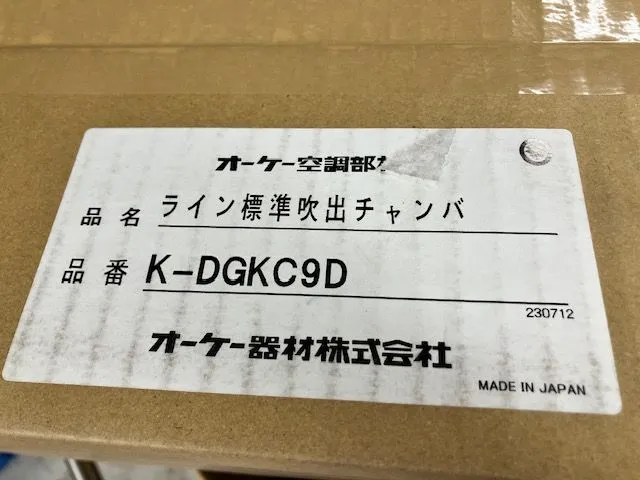 オーケー空調部
品名 ライン標準吹出チャンバ
品番 K-DGKC9D
230712
オーケー器材株式会社
MADE IN JAPAN